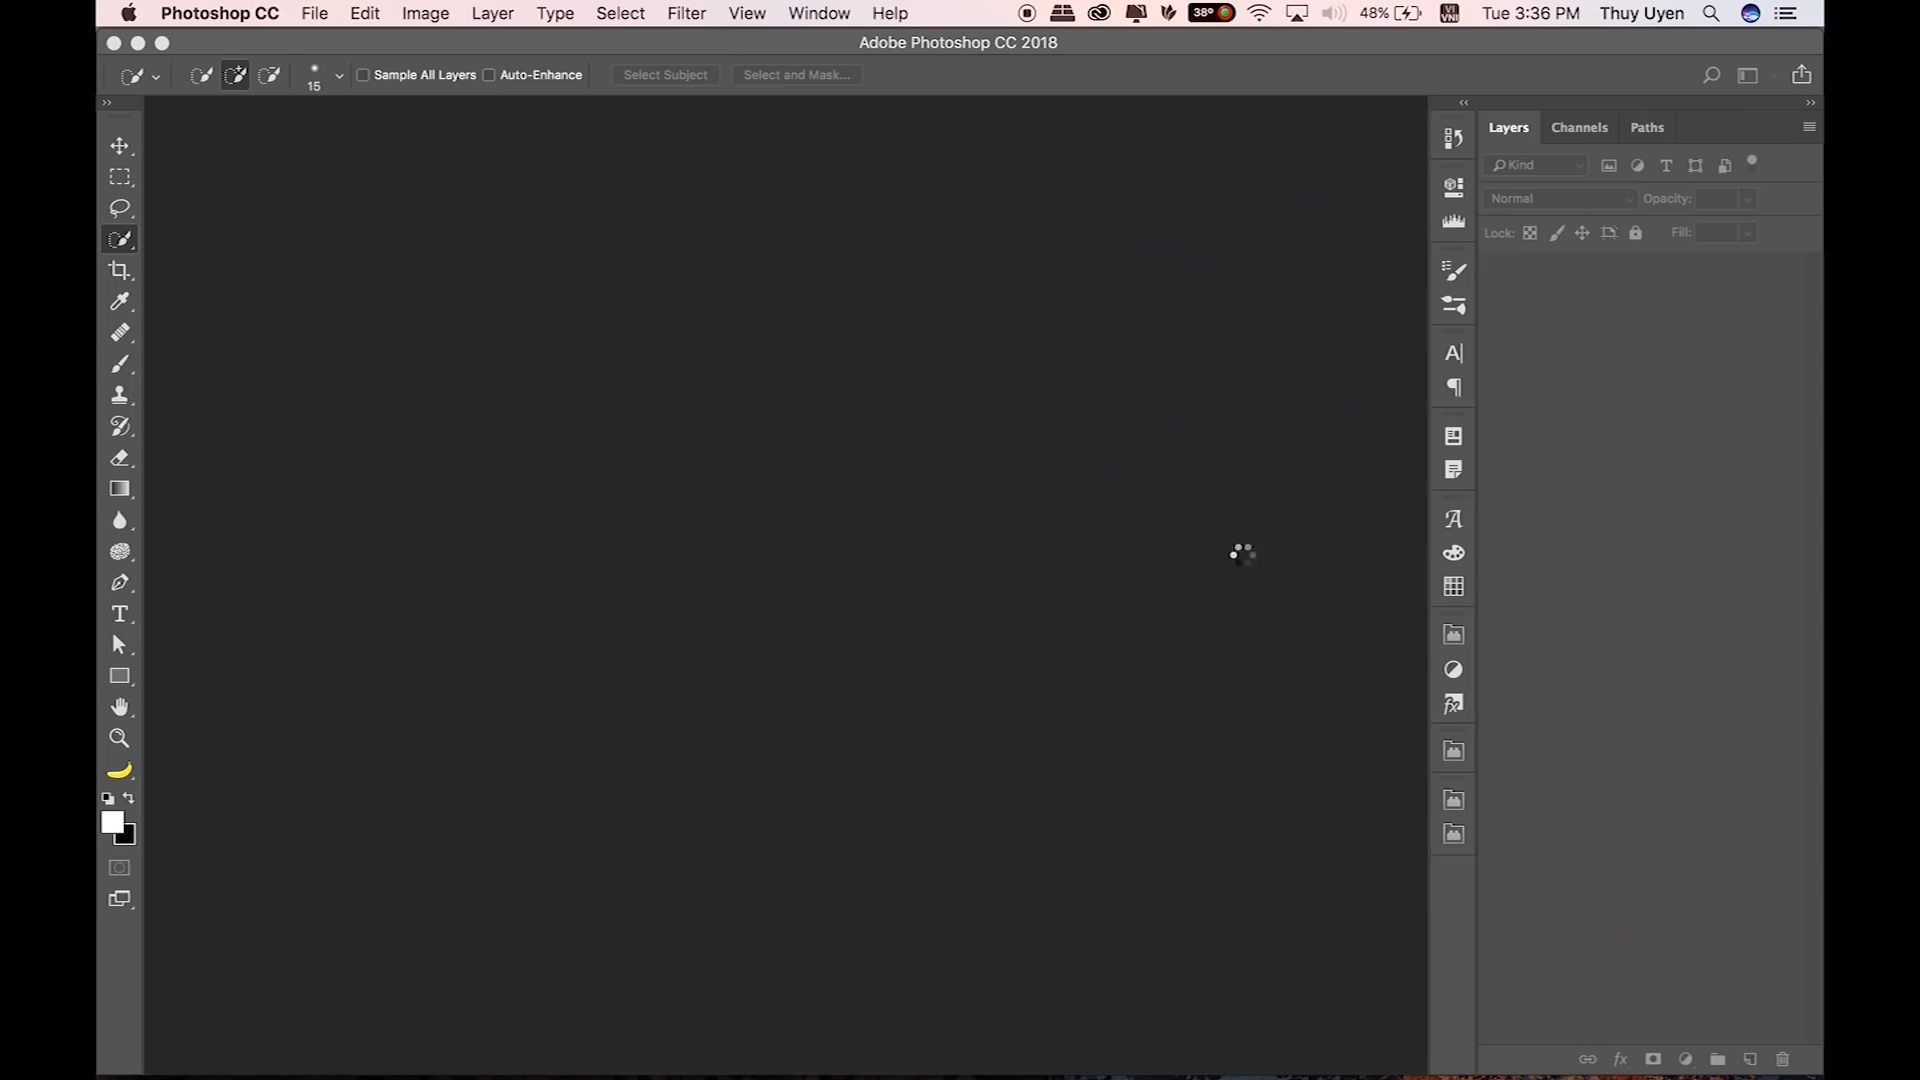 Photoshop CC File Edit Image Layer Type Select Filter View Window Help 38° 48% VI VNI Tue 3:36 PM Thuy Uyen
Adobe Photoshop CC 2018
15 Sample All Layers Auto-Enhance Select Subject Select and Mask...
Layers Channels Paths
Kind
Normal Opacity:
Lock: Fill: